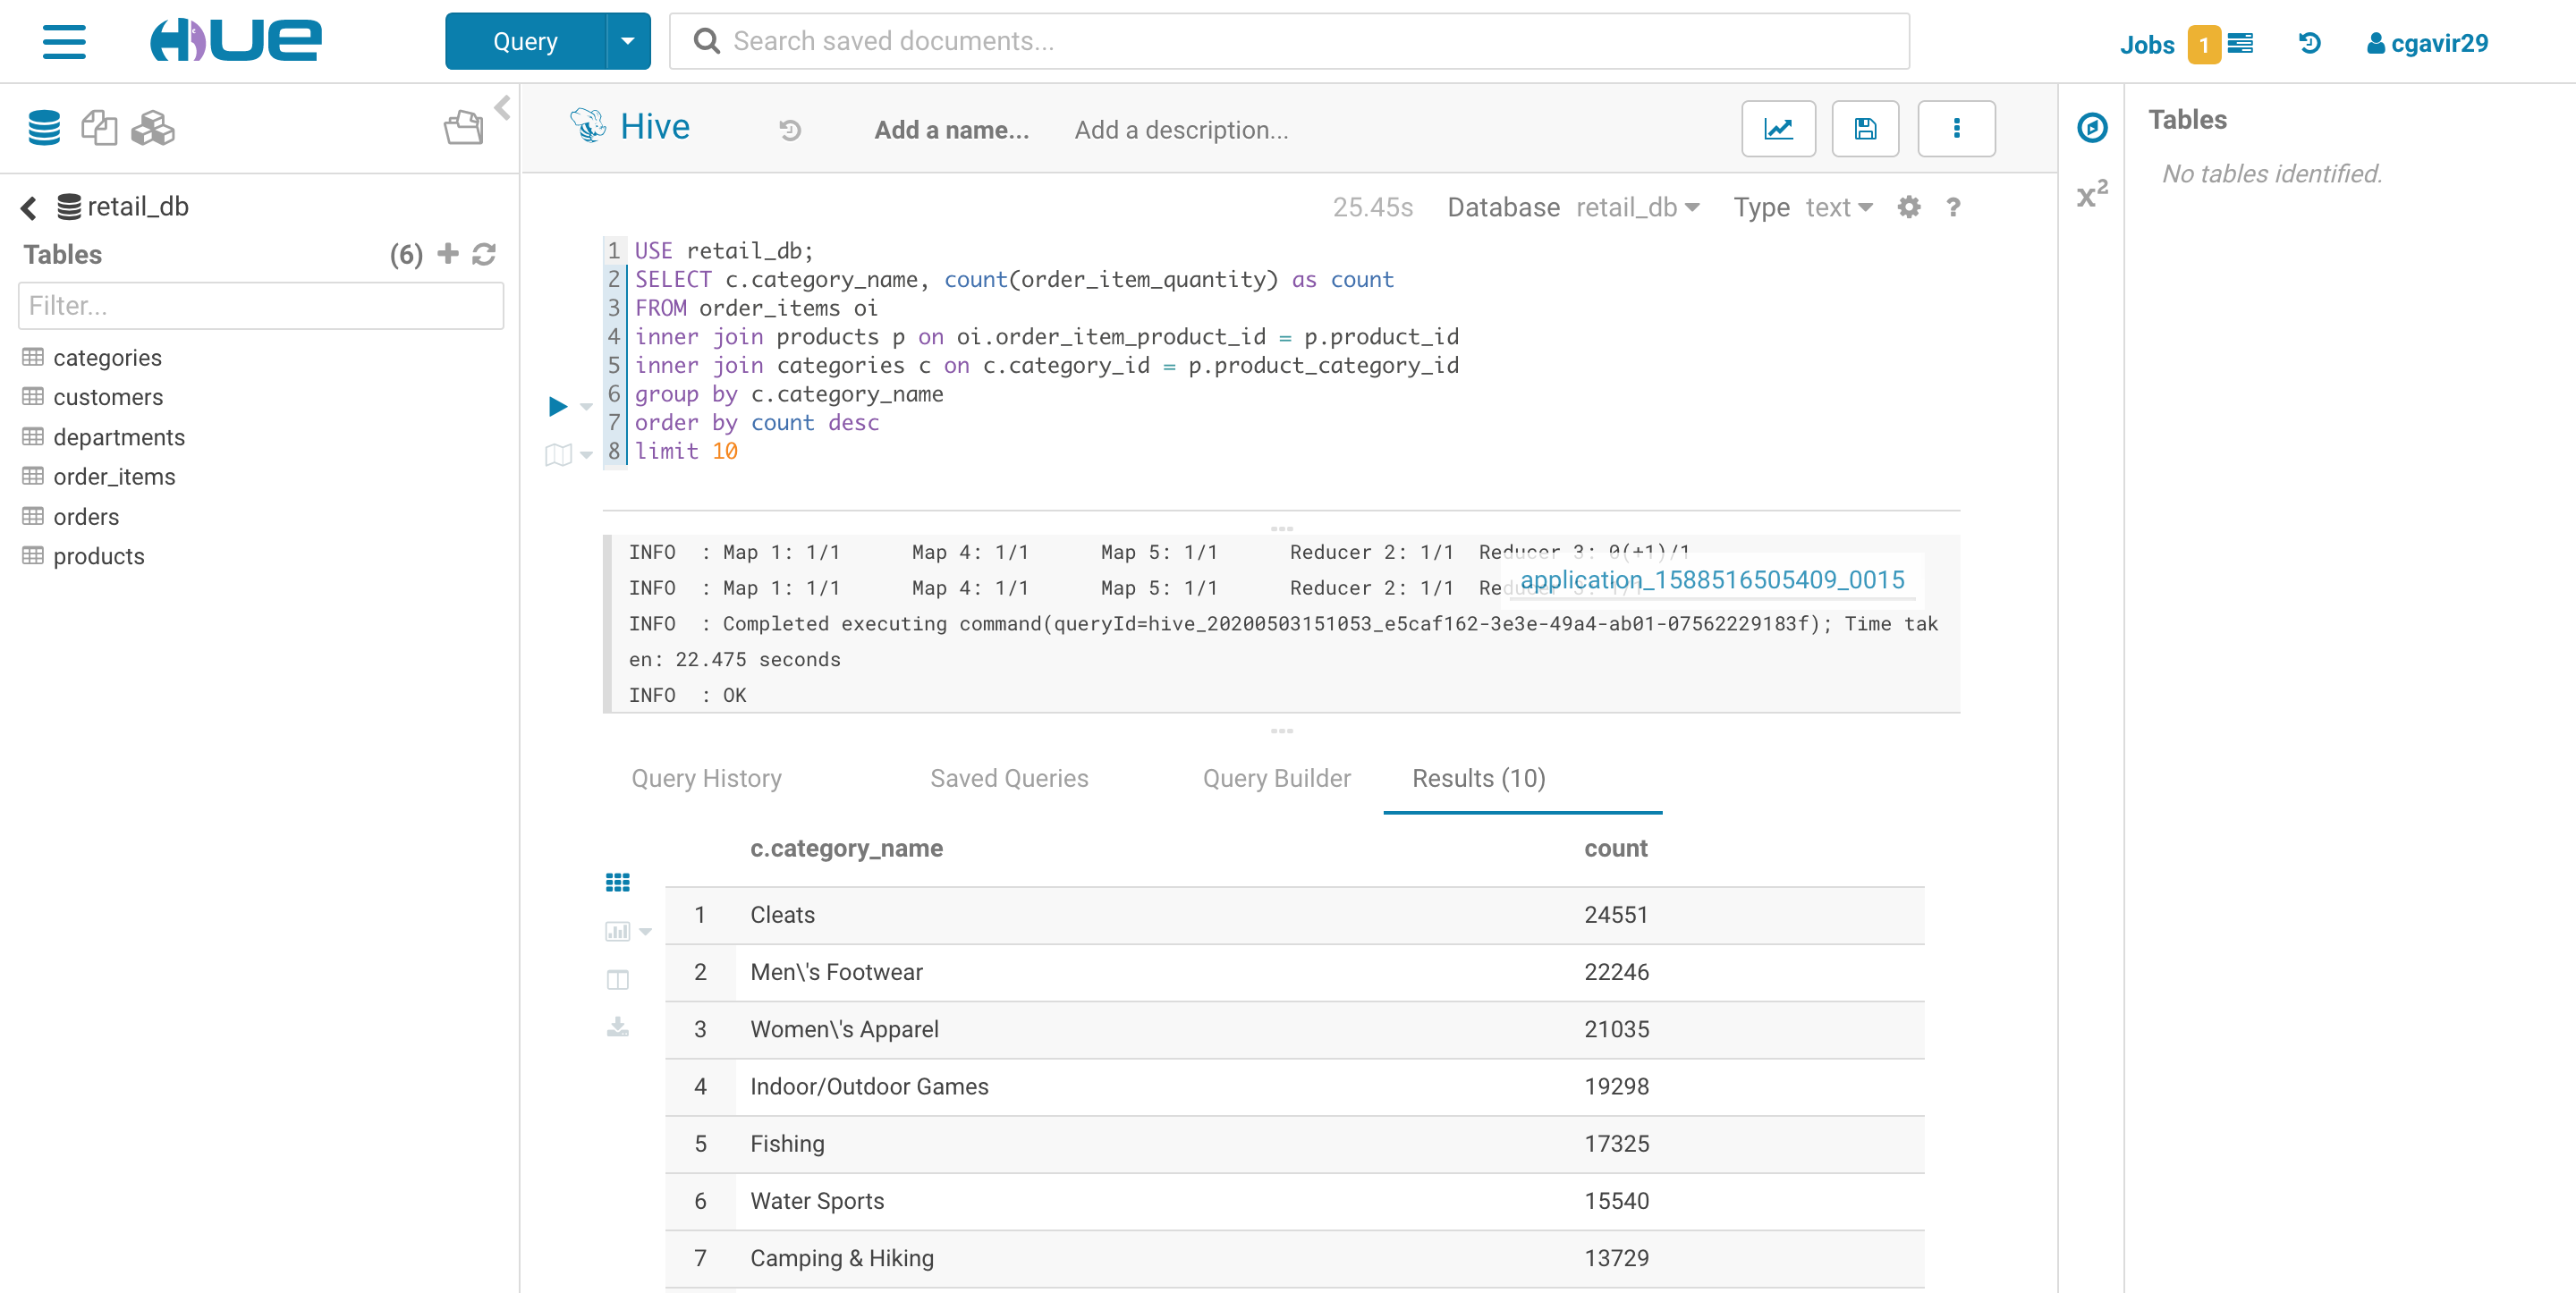 HUE
Query
Search saved documents...
Jobs 1
cgavir29
retail_db
Tables (6)
Filter...
categories
customers
departments
order_items
orders
products
Hive
Add a name...
Add a description...
25.45s Database retail_db Type text ?
1 USE retail_db;
2 SELECT c.category_name, count(order_item_quantity) as count
3 FROM order_items oi
4 inner join products p on oi.order_item_product_id = p.product_id
5 inner join categories c on c.category_id = p.product_category_id
6 group by c.category_name
7 order by count desc
8 limit 10
INFO : Map 1: 1/1 Map 4: 1/1 Map 5: 1/1 Reducer 2: 1/1 Reducer 3: 0(+1)/1
INFO : Map 1: 1/1 Map 4: 1/1 Map 5: 1/1 Reducer 2: 1/1 Reducer 3: 1/1
application_1588516505409_0015
INFO : Completed executing command(queryId=hive_20200503151053_e5caf162-3e3e-49a4-ab01-07562229183f); Time tak
en: 22.475 seconds
INFO : OK
Query History Saved Queries Query Builder Results (10)
c.category_name count
1 Cleats 24551
2 Men\'s Footwear 22246
3 Women\'s Apparel 21035
4 Indoor/Outdoor Games 19298
5 Fishing 17325
6 Water Sports 15540
7 Camping & Hiking 13729
x²
Tables
No tables identified.